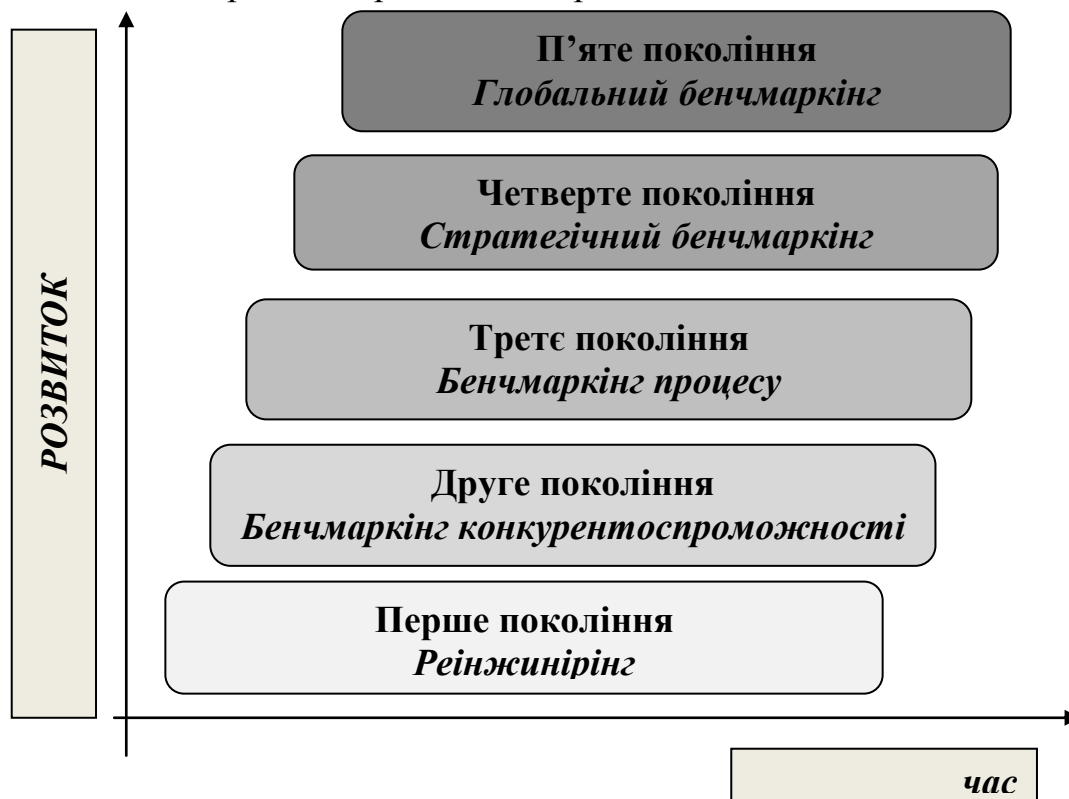 П’яте покоління
Глобальний бенчмаркінг
Четверте покоління
Стратегічний бенчмаркінг
Третє покоління
Бенчмаркінг процесу
Друге покоління
Бенчмаркінг конкурентоспроможності
Перше покоління
Реінжинірінг
РОЗВИТОК
час